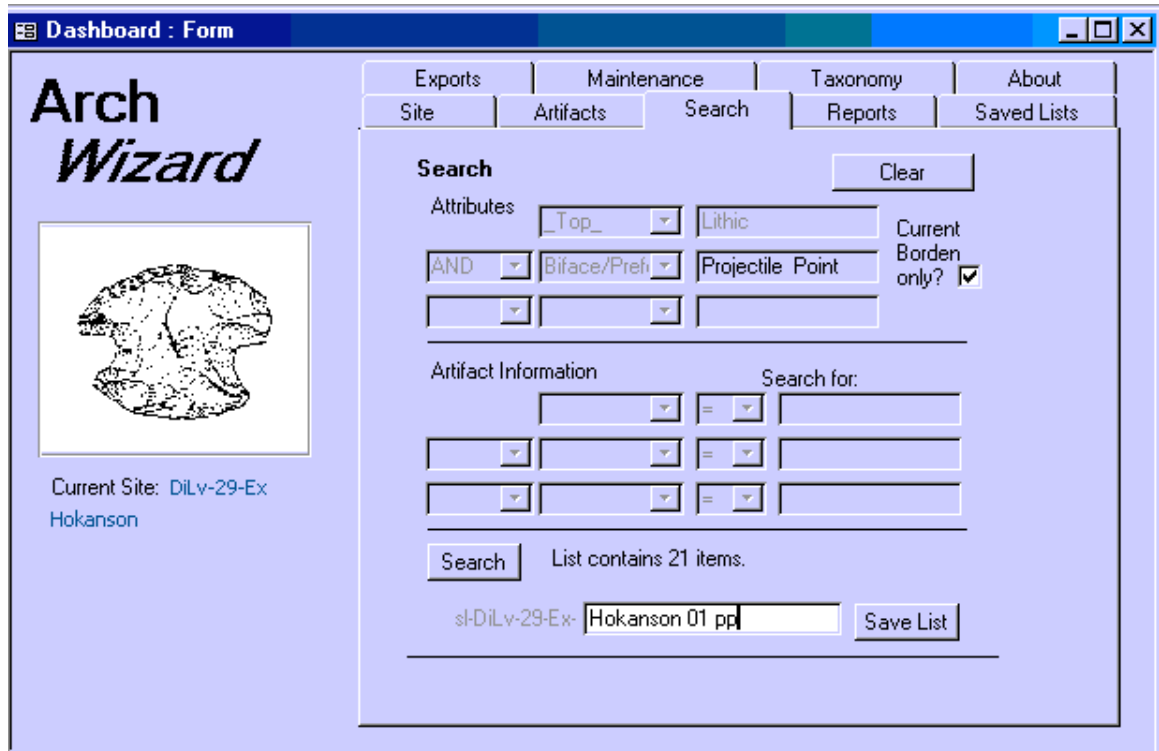 Dashboard : Form
Arch
Wizard
Exports Maintenance Taxonomy About
Site Artifacts Search Reports Saved Lists
Search Clear
Attributes _Top_ Lithic
Current
Borden
only?
AND Biface/Pref Projectile Point
Artifact Information Search for:
=
=
=
Current Site: DiLv-29-Ex
Hokanson
Search List contains 21 items.
sl-DiLv-29-Ex- Hokanson 01 pp Save List